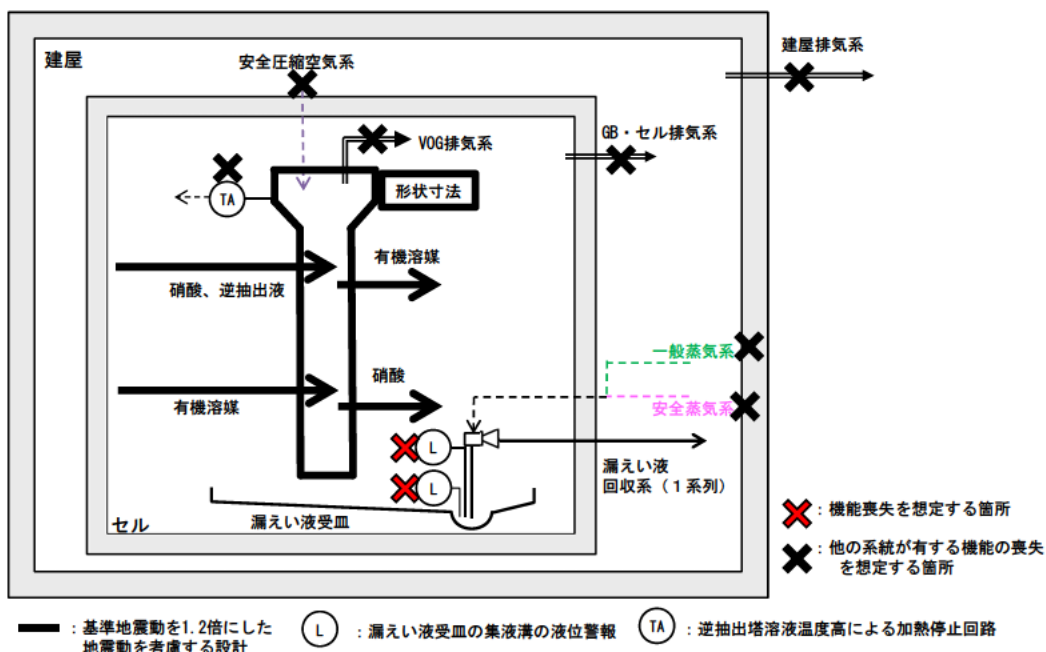 建屋
安全圧縮空気系
建屋排気系
VOG排気系
GB・セル排気系
TA
形状寸法
有機溶媒
硝酸、逆抽出液
一般蒸気系
硝酸
有機溶媒
安全蒸気系
L
L
漏えい液
回収系（１系列）
漏えい液受皿
セル
：機能喪失を想定する箇所
：他の系統が有する機能の喪失
を想定する箇所
：基準地震動を1.2倍にした
地震動を考慮する設計
L
：漏えい液受皿の集液溝の液位警報
TA
：逆抽出塔溶液温度高による加熱停止回路